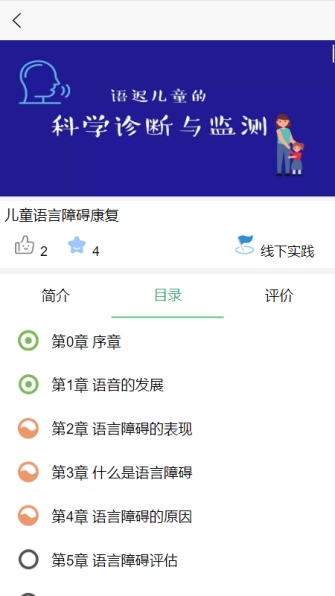 语迟儿童的
科学诊断与监测
儿童语言障碍康复
2
4
线下实践
简介
目录
评价
第0章 序章
第1章 语音的发展
第2章 语言障碍的表现
第3章 什么是语言障碍
第4章 语言障碍的原因
第5章 语言障碍评估